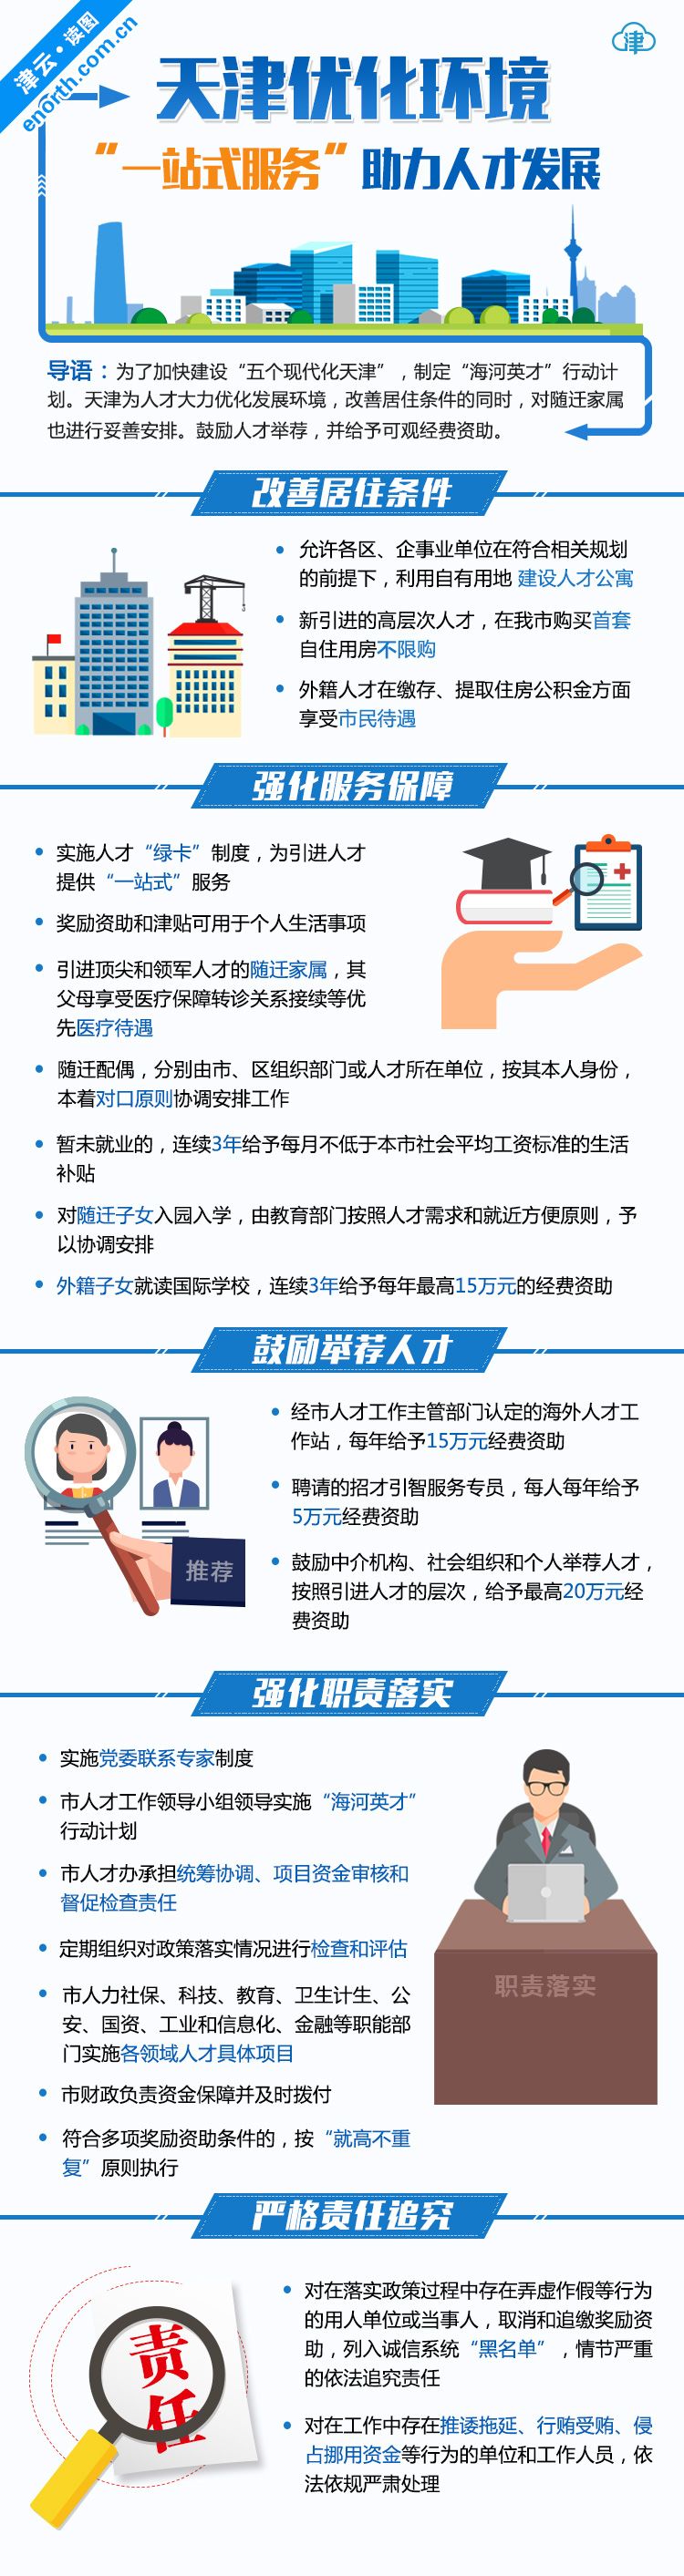 津云·读图
enorth.com.cn
津
天津优化环境
“一站式服务”助力人才发展
导语：为了加快建设“五个现代化天津”，制定“海河英才”行动计
划。天津为人才大力优化发展环境，改善居住条件的同时，对随迁家属
也进行妥善安排。鼓励人才举荐，并给予可观经费资助。
改善居住条件
• 允许各区、企事业单位在符合相关规划
的前提下，利用自有用地 建设人才公寓
• 新引进的高层次人才，在我市购买首套
自住用房不限购
• 外籍人才在缴存、提取住房公积金方面
享受市民待遇
强化服务保障
• 实施人才“绿卡”制度，为引进人才
提供“一站式”服务
• 奖励资助和津贴可用于个人生活事项
• 引进顶尖和领军人才的随迁家属，其
父母享受医疗保障转诊关系接续等优
先医疗待遇
• 随迁配偶，分别由市、区组织部门或人才所在单位，按其本人身份，
本着对口原则协调安排工作
• 暂未就业的，连续3年给予每月不低于本市社会平均工资标准的生活
补贴
• 对随迁子女入园入学，由教育部门按照人才需求和就近方便原则，予
以协调安排
• 外籍子女就读国际学校，连续3年给予每年最高15万元的经费资助
鼓励举荐人才
• 经市人才工作主管部门认定的海外人才工
作站，每年给予15万元经费资助
• 聘请的招才引智服务专员，每人每年给予
5万元经费资助
• 鼓励中介机构、社会组织和个人举荐人才，
按照引进人才的层次，给予最高20万元经
费资助
推荐
强化职责落实
• 实施党委联系专家制度
• 市人才工作领导小组领导实施“海河英才”
行动计划
• 市人才办承担统筹协调、项目资金审核和
督促检查责任
• 定期组织对政策落实情况进行检查和评估
• 市人力社保、科技、教育、卫生计生、公
安、国资、工业和信息化、金融等职能部
门实施各领域人才具体项目
• 市财政负责资金保障并及时拨付
• 符合多项奖励资助条件的，按“就高不重
复”原则执行
职责落实
严格责任追究
• 对在落实政策过程中存在弄虚作假等行为
的用人单位或当事人，取消和追缴奖励资
助，列入诚信系统“黑名单”，情节严重
的依法追究责任
• 对在工作中存在推诿拖延、行贿受贿、侵
占挪用资金等行为的单位和工作人员，依
法依规严肃处理
责
任